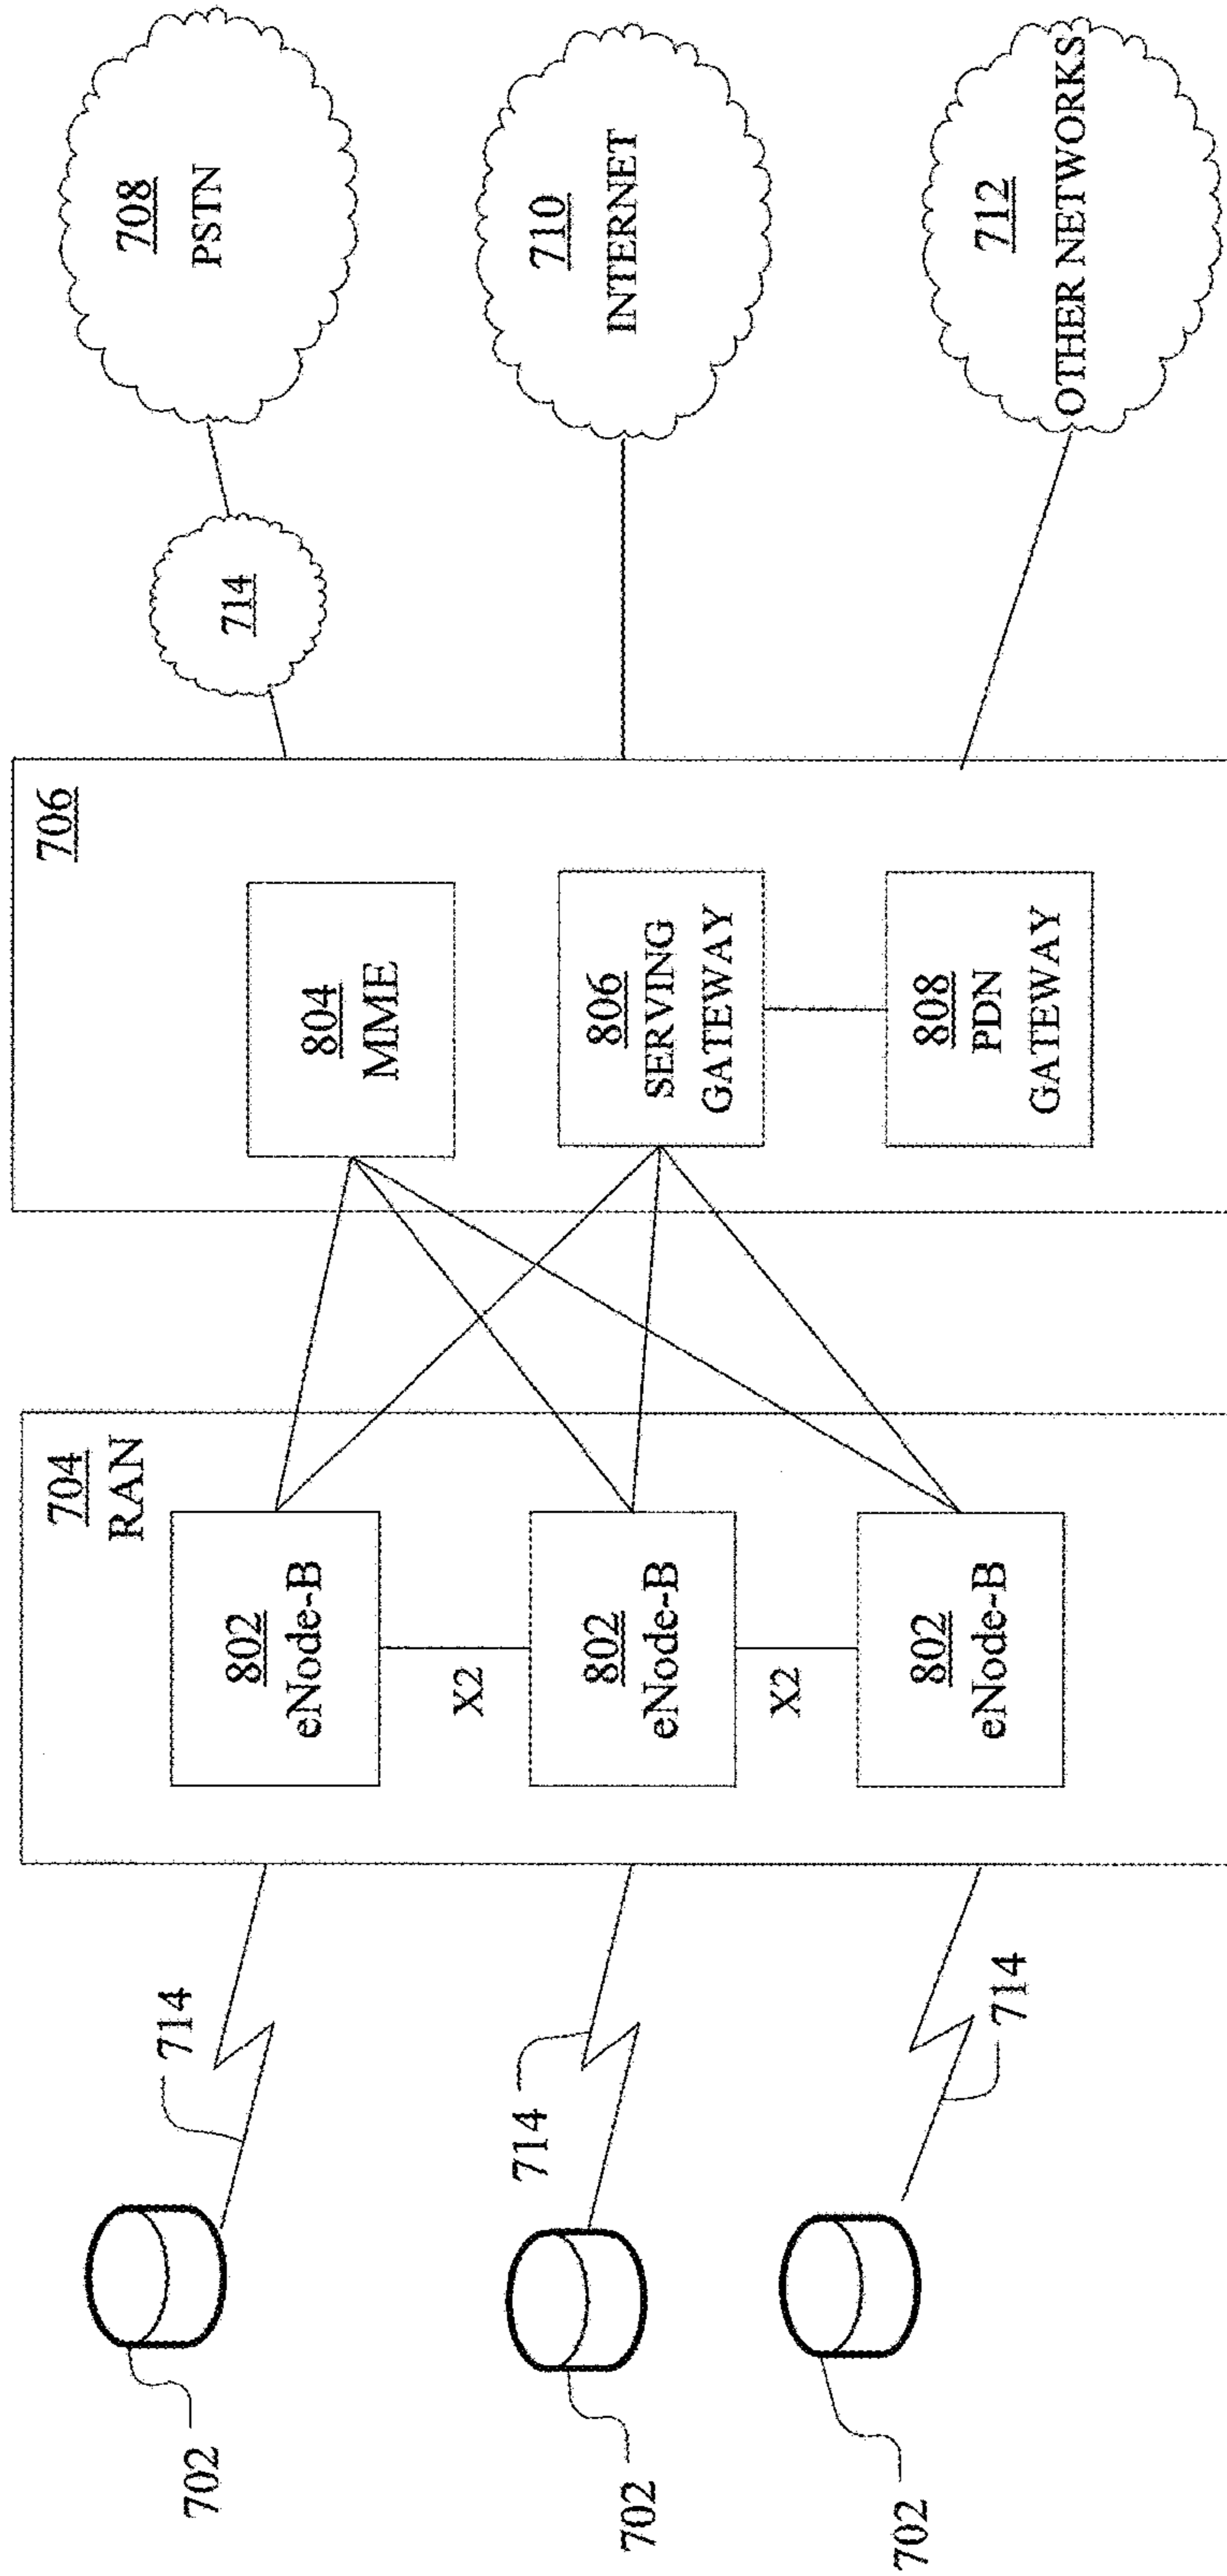 702
714
702
714
702
714
704
RAN
802
eNode-B
X2
802
eNode-B
X2
802
eNode-B
706
804
MME
806
SERVING
GATEWAY
808
PDN
GATEWAY
714
708
PSTN
710
INTERNET
712
OTHER NETWORKS